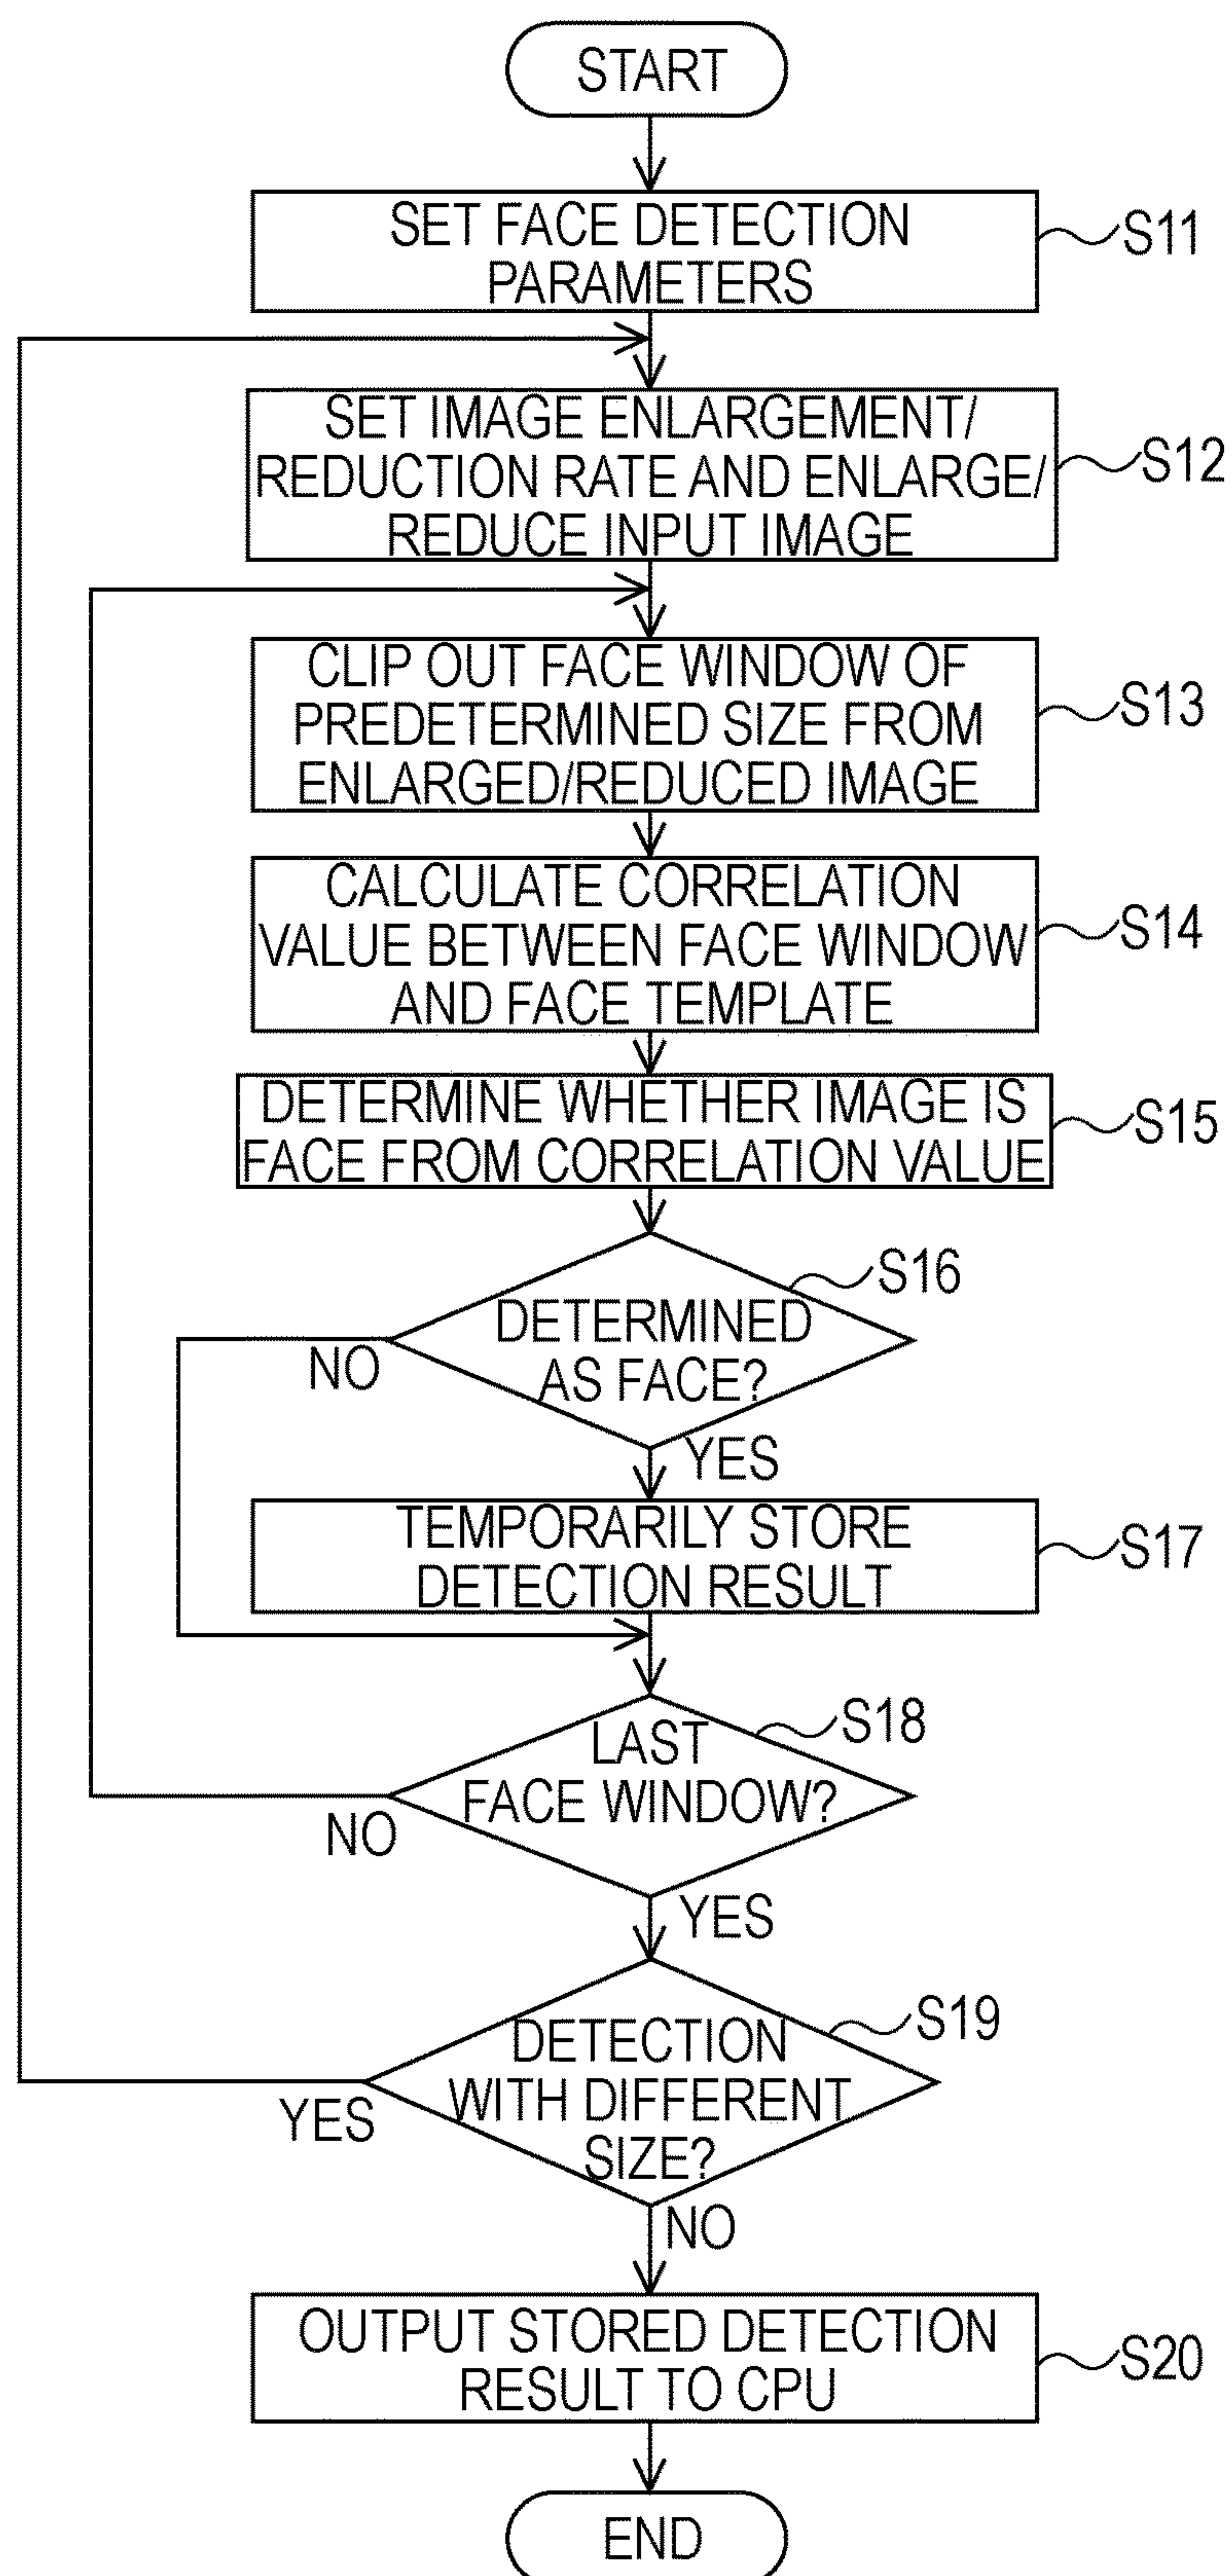 START
SET FACE DETECTION
PARAMETERS
S11
SET IMAGE ENLARGEMENT/
REDUCTION RATE AND ENLARGE/
REDUCE INPUT IMAGE
S12
CLIP OUT FACE WINDOW OF
PREDETERMINED SIZE FROM
ENLARGED/REDUCED IMAGE
S13
CALCULATE CORRELATION
VALUE BETWEEN FACE WINDOW
AND FACE TEMPLATE
S14
DETERMINE WHETHER IMAGE IS
FACE FROM CORRELATION VALUE
S15
S16
DETERMINED
AS FACE?
NO
YES
TEMPORARILY STORE
DETECTION RESULT
S17
S18
LAST
FACE WINDOW?
NO
YES
S19
DETECTION
WITH DIFFERENT
SIZE?
YES
NO
OUTPUT STORED DETECTION
RESULT TO CPU
S20
END